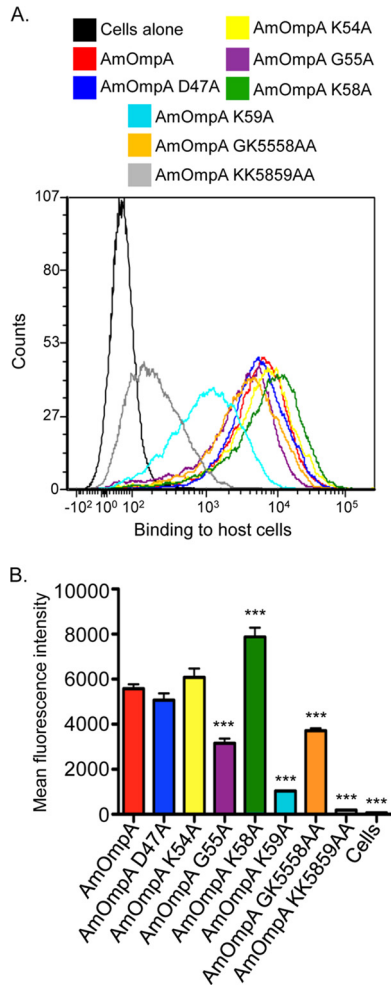 A.
Cells alone
AmOmpA
AmOmpA D47A
AmOmpA K54A
AmOmpA G55A
AmOmpA K58A
AmOmpA K59A
AmOmpA GK5558AA
AmOmpA KK5859AA
Counts
107
80
53
27
0
-10² 10⁰ 10² 10³ 10⁴ 10⁵
Binding to host cells
B.
Mean fluorescence intensity
10000
8000
6000
4000
2000
0
*** *** *** *** *** ***
AmOmpA
AmOmpA D47A
AmOmpA K54A
AmOmpA G55A
AmOmpA K58A
AmOmpA K59A
AmOmpA GK5558AA
AmOmpA KK5859AA
Cells